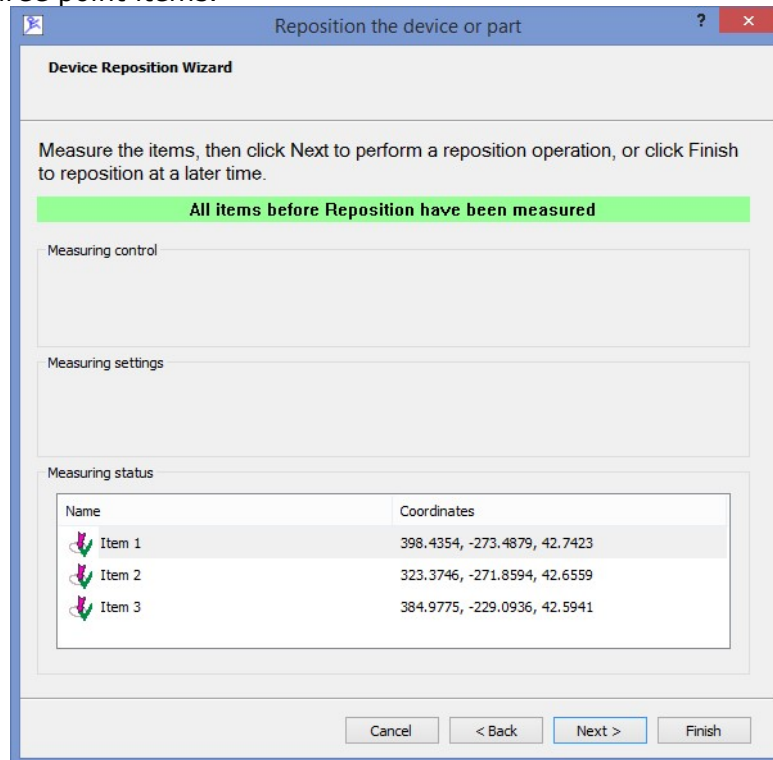 Reposition the device or part
? ×
Device Reposition Wizard
Measure the items, then click Next to perform a reposition operation, or click Finish
to reposition at a later time.
All items before Reposition have been measured
Measuring control
Measuring settings
Measuring status
Name Coordinates
Item 1 398.4354, -273.4879, 42.7423
Item 2 323.3746, -271.8594, 42.6559
Item 3 384.9775, -229.0936, 42.5941
Cancel < Back Next > Finish